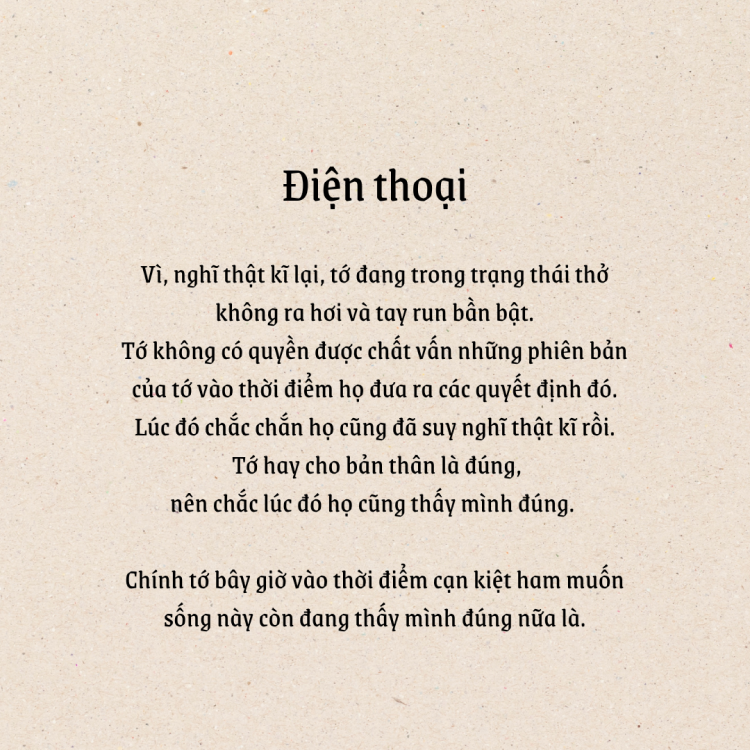 Điện thoại
Vì, nghĩ thật kĩ lại, tớ đang trong trạng thái thở
không ra hơi và tay run bần bật.
Tớ không có quyền được chất vấn những phiên bản
của tớ vào thời điểm họ đưa ra các quyết định đó.
Lúc đó chắc chắn họ cũng đã suy nghĩ thật kĩ rồi.
Tớ hay cho bản thân là đúng,
nên chắc lúc đó họ cũng thấy mình đúng.
Chính tớ bây giờ vào thời điểm cạn kiệt ham muốn
sống này còn đang thấy mình đúng nữa là.